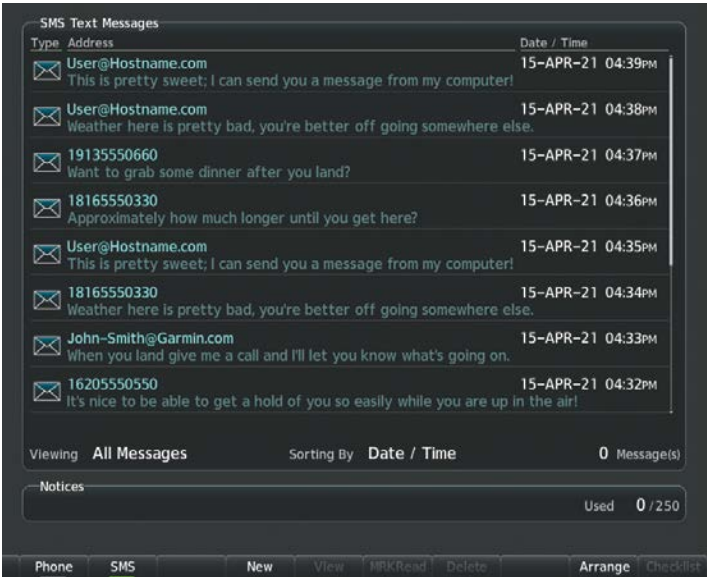 SMS Text Messages
Type Address Date / Time
User@Hostname.com 15-APR-21 04:39PM
This is pretty sweet; I can send you a message from my computer!
User@Hostname.com 15-APR-21 04:38PM
Weather here is pretty bad, you're better off going somewhere else.
19135550660 15-APR-21 04:37PM
Want to grab some dinner after you land?
18165550330 15-APR-21 04:36PM
Approximately how much longer until you get here?
User@Hostname.com 15-APR-21 04:35PM
This is pretty sweet; I can send you a message from my computer!
18165550330 15-APR-21 04:34PM
Weather here is pretty bad, you're better off going somewhere else.
John-Smith@Garmin.com 15-APR-21 04:33PM
When you land give me a call and I'll let you know what's going on.
16205550550 15-APR-21 04:32PM
It's nice to be able to get a hold of you so easily while you are up in the air!
Viewing All Messages Sorting By Date / Time 0 Message(s)
Notices
Used 0/250
Phone SMS New View MRKRead Delete Arrange Checklist